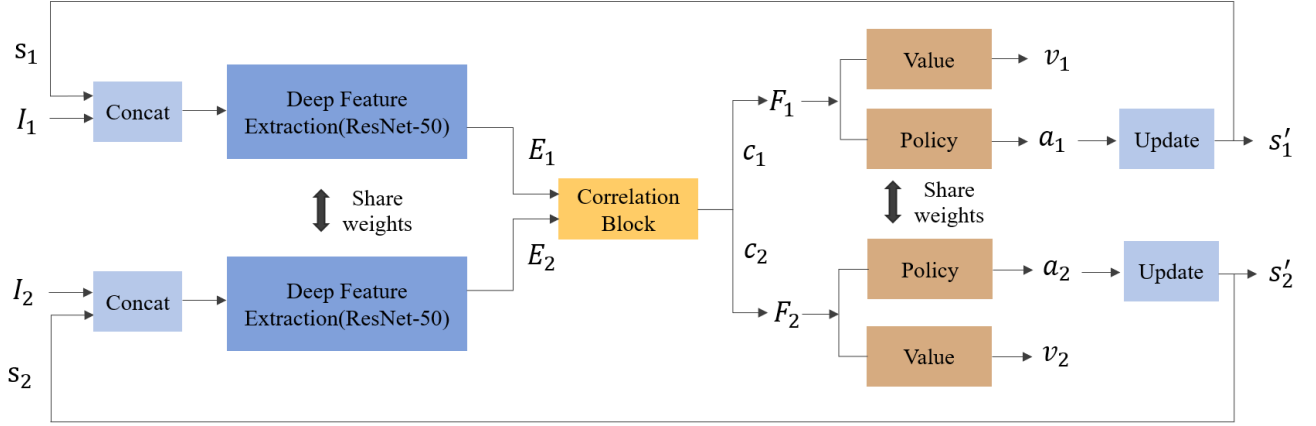 s₁
I₁
Concat
Deep Feature
Extraction(ResNet-50)
E₁
Share
weights
Correlation
Block
E₂
I₂
s₂
Concat
Deep Feature
Extraction(ResNet-50)
c₁
c₂
F₁
F₂
Value
v₁
Policy
a₁
Update
s₁′
Share
weights
Policy
a₂
Update
s₂′
Value
v₂